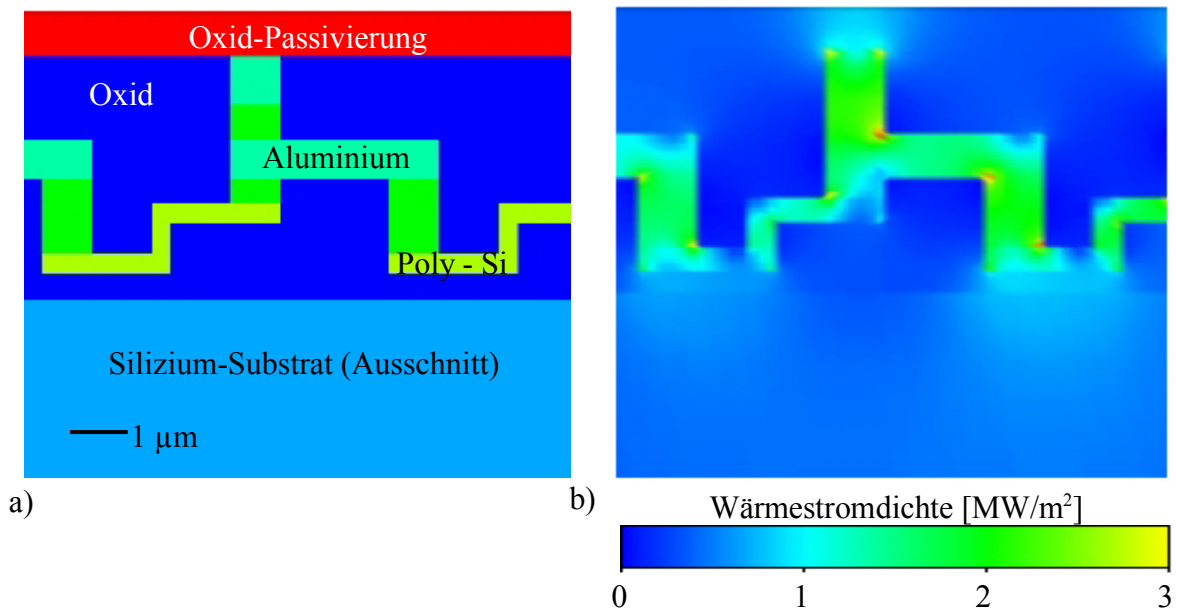 Oxid-Passivierung
Oxid
Aluminium
Poly - Si
Silizium-Substrat (Ausschnitt)
1 µm
a)
b)
Wärmestromdichte [MW/m²]
0 1 2 3